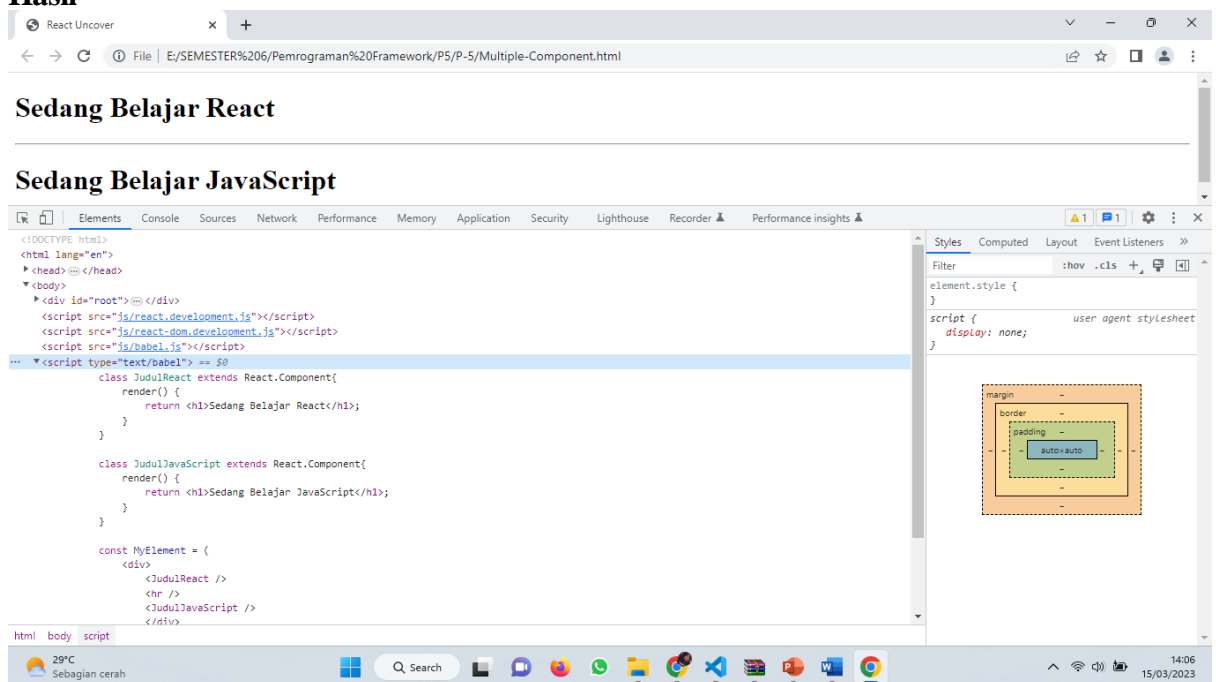 Hasil
React Uncover
File | E:/SEMESTER%206/Pemrograman%20Framework/P5/P-5/Multiple-Component.html
Sedang Belajar React
Sedang Belajar JavaScript
Elements Console Sources Network Performance Memory Application Security Lighthouse Recorder Performance insights 1 1
<!DOCTYPE html>
<html lang="en">
<head> ... </head>
<body>
<div id="root"> ... </div>
<script src="js/react.development.js"></script>
<script src="js/react-dom.development.js"></script>
<script src="js/babel.js"></script>
... <script type="text/babel"> == $0
class JudulReact extends React.Component{
render() {
return <h1>Sedang Belajar React</h1>;
}
}
class JudulJavaScript extends React.Component{
render() {
return <h1>Sedang Belajar JavaScript</h1>;
}
}
const MyElement = (
<div>
<JudulReact />
<hr />
<JudulJavaScript />
</div>
html body script
Styles Computed Layout Event Listeners »
Filter :hov .cls +
element.style {
}
script { user agent stylesheet
display: none;
}
margin -
border -
padding -
- - - auto×auto - - -
-
-
-
29°C
Sebagian cerah
Search
14:06
15/03/2023